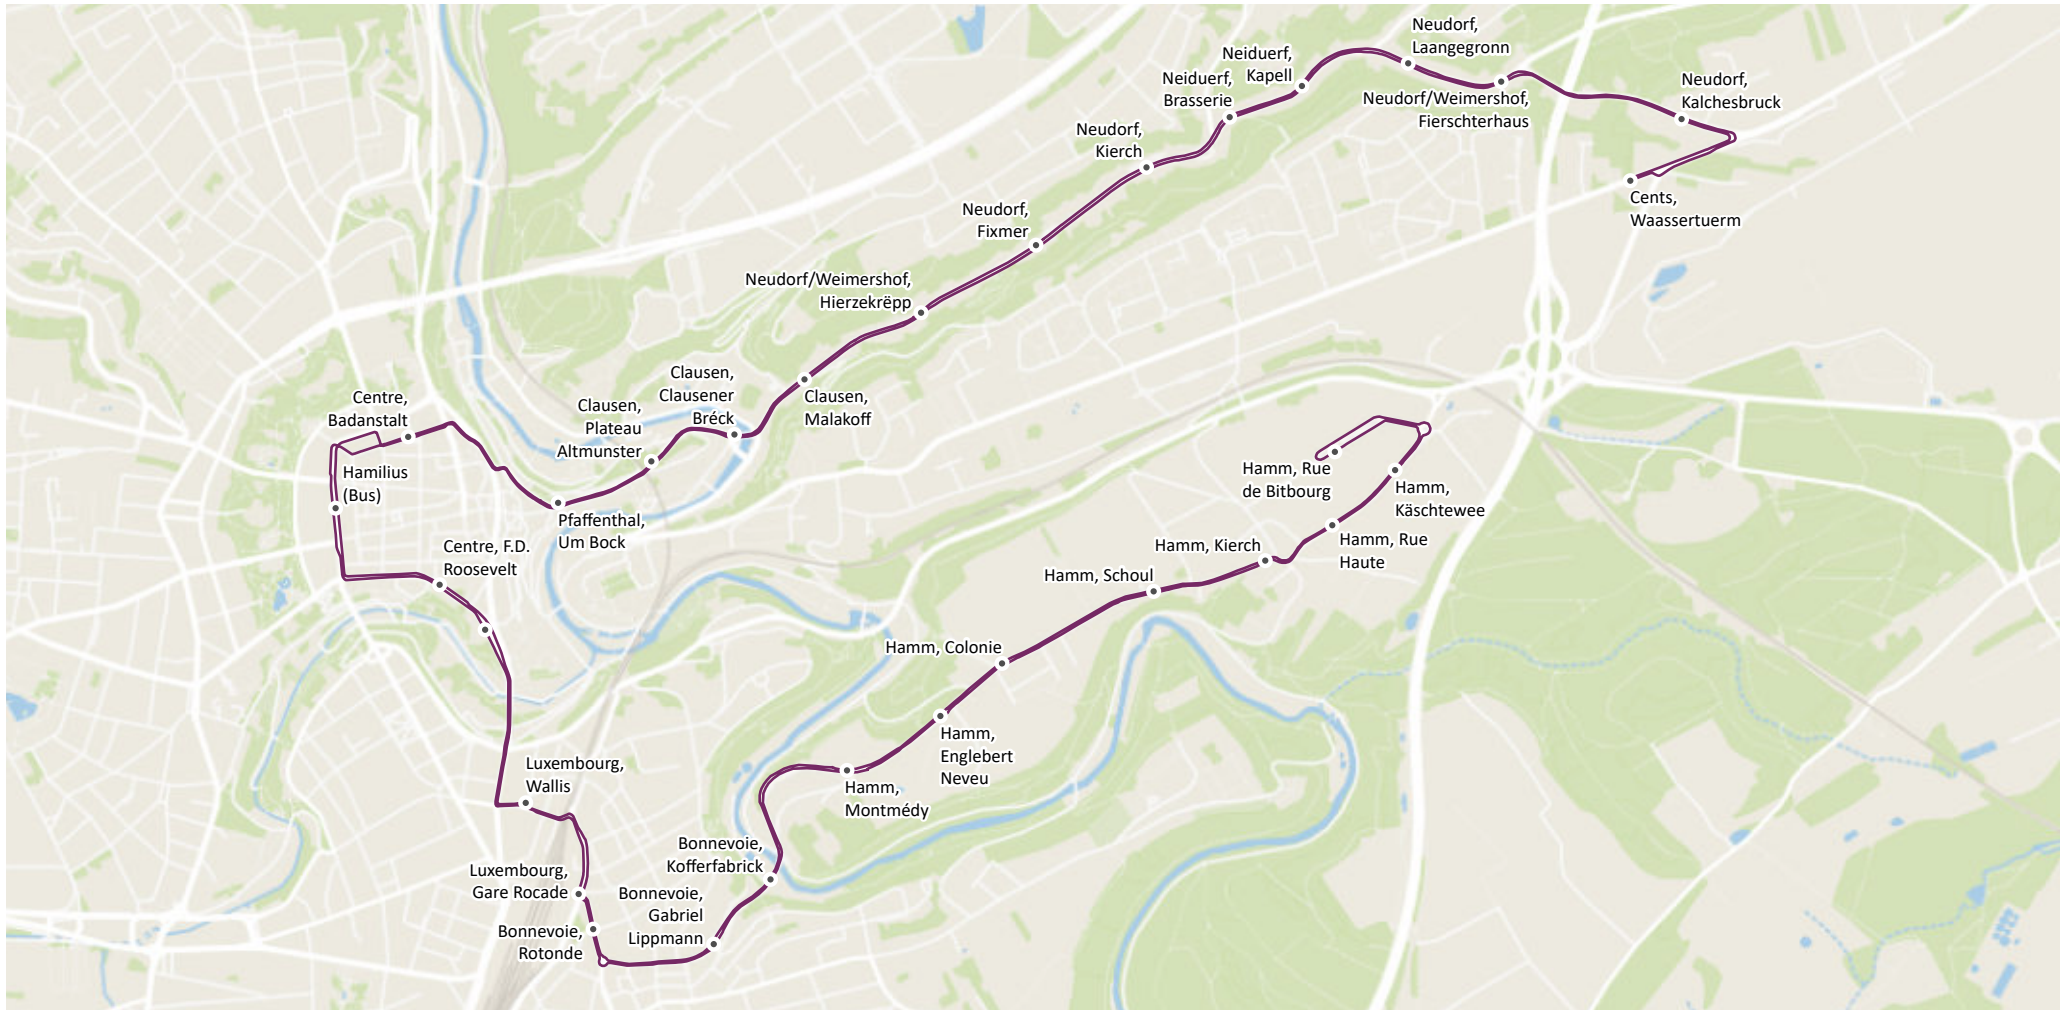 Neudorf,
Laangegronn
Neiduerf,
Kapell
Neiduerf,
Brasserie
Neudorf/Weimershof,
Fierschterhaus
Neudorf,
Kalchesbruck
Neudorf,
Kierch
Cents,
Waassertuerm
Neudorf,
Fixmer
Neudorf/Weimershof,
Hierzekrëpp
Clausen,
Clausener
Bréck
Clausen,
Malakoff
Clausen,
Plateau
Altmunster
Centre,
Badanstalt
Hamilius
(Bus)
Pfaffenthal,
Um Bock
Centre, F.D.
Roosevelt
Hamm, Rue
de Bitbourg
Hamm,
Käschtewee
Hamm, Rue
Haute
Hamm, Kierch
Hamm, Schoul
Hamm, Colonie
Hamm,
Englebert
Neveu
Hamm,
Montmédy
Luxembourg,
Wallis
Bonnevoie,
Kofferfabrick
Luxembourg,
Gare Rocade
Bonnevoie,
Gabriel
Lippmann
Bonnevoie,
Rotonde